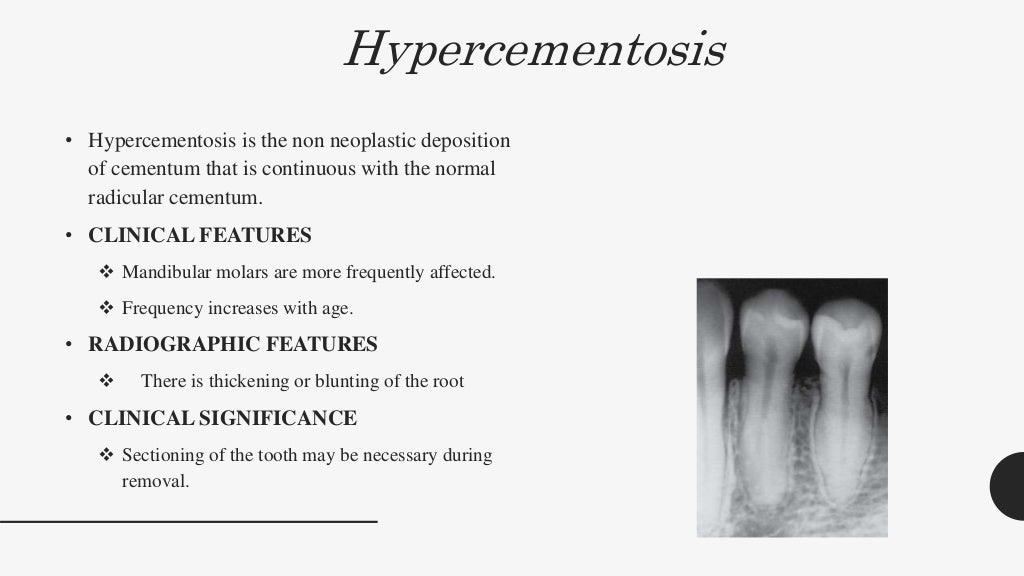 Hypercementosis
• Hypercementosis is the non neoplastic deposition
of cementum that is continuous with the normal
radicular cementum.
• CLINICAL FEATURES
❖ Mandibular molars are more frequently affected.
❖ Frequency increases with age.
• RADIOGRAPHIC FEATURES
❖ There is thickening or blunting of the root
• CLINICAL SIGNIFICANCE
❖ Sectioning of the tooth may be necessary during
removal.